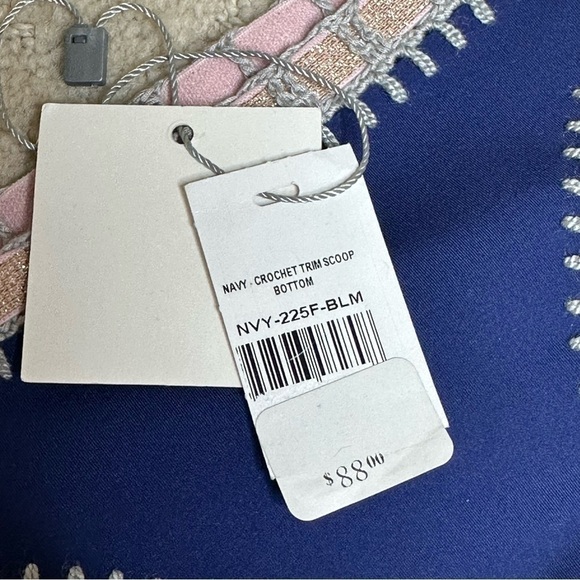 NAVY - CROCHET TRIM SCOOP
BOTTOM
NVY-225F-BLM
$88.00